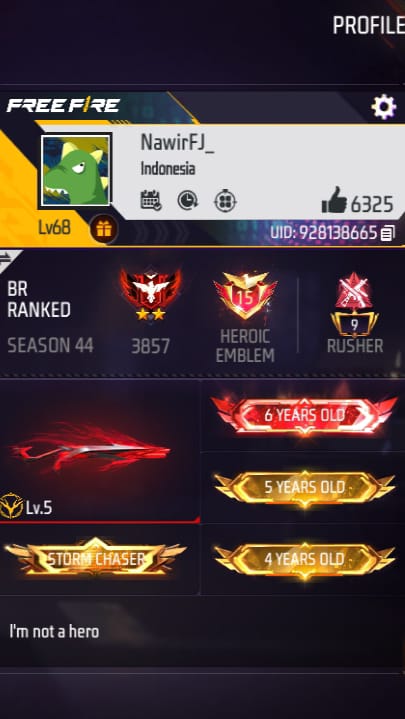 PROFILE
FREE FIRE
NawirFJ_
Indonesia
6325
Lv68
UID: 928138665
BR
RANKED
SEASON 44
3857
15
HEROIC
EMBLEM
9
RUSHER
Lv.5
STORM CHASER
6 YEARS OLD
5 YEARS OLD
4 YEARS OLD
I'm not a hero